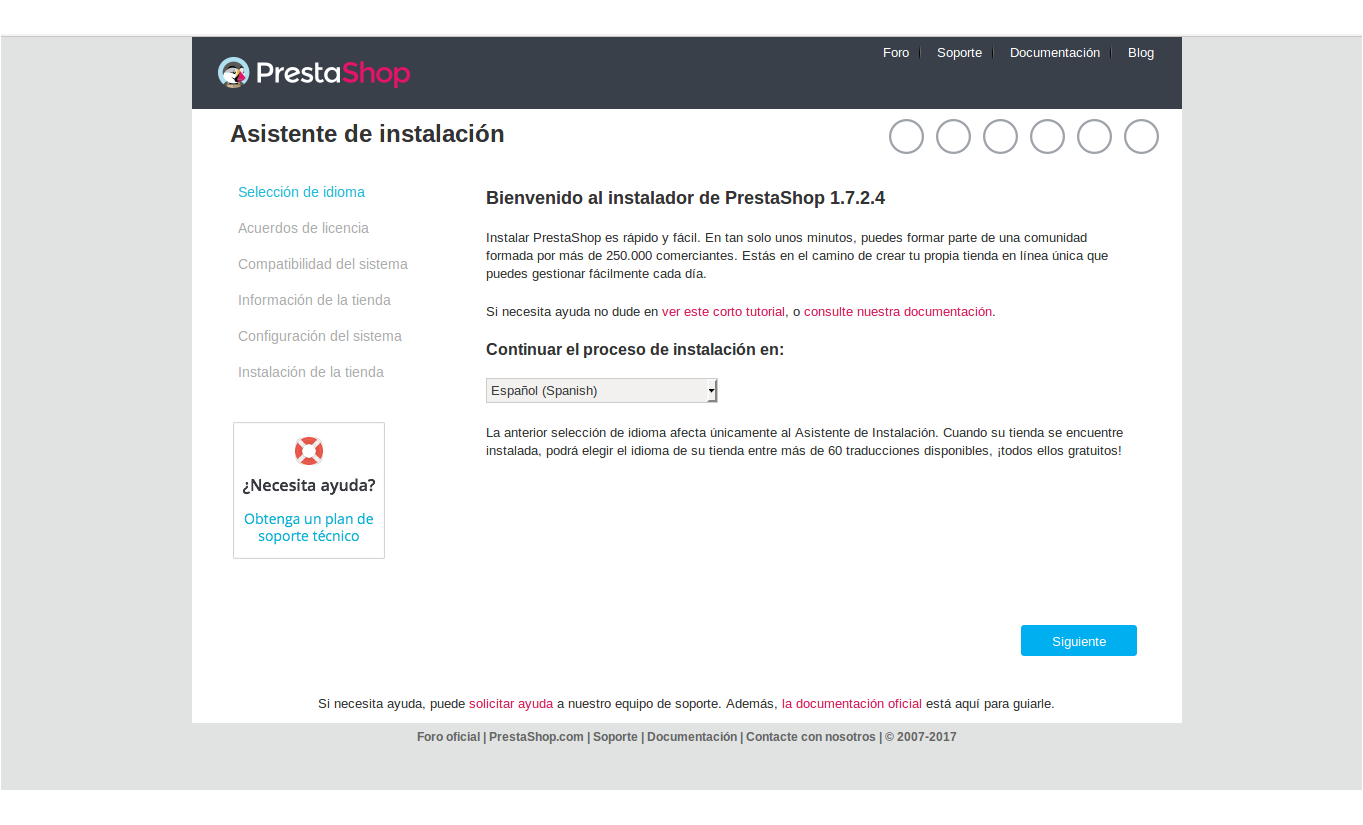 PrestaShop
Foro
Soporte
Documentación
Blog
Asistente de instalación
Selección de idioma
Acuerdos de licencia
Compatibilidad del sistema
Información de la tienda
Configuración del sistema
Instalación de la tienda
¿Necesita ayuda?
Obtenga un plan de
soporte técnico
Bienvenido al instalador de PrestaShop 1.7.2.4
Instalar PrestaShop es rápido y fácil. En tan solo unos minutos, puedes formar parte de una comunidad
formada por más de 250.000 comerciantes. Estás en el camino de crear tu propia tienda en línea única que
puedes gestionar fácilmente cada día.
Si necesita ayuda no dude en ver este corto tutorial, o consulte nuestra documentación.
Continuar el proceso de instalación en:
Español (Spanish)
La anterior selección de idioma afecta únicamente al Asistente de Instalación. Cuando su tienda se encuentre
instalada, podrá elegir el idioma de su tienda entre más de 60 traducciones disponibles, ¡todos ellos gratuitos!
Siguiente
Si necesita ayuda, puede solicitar ayuda a nuestro equipo de soporte. Además, la documentación oficial está aquí para guiarle.
Foro oficial | PrestaShop.com | Soporte | Documentación | Contacte con nosotros | © 2007-2017